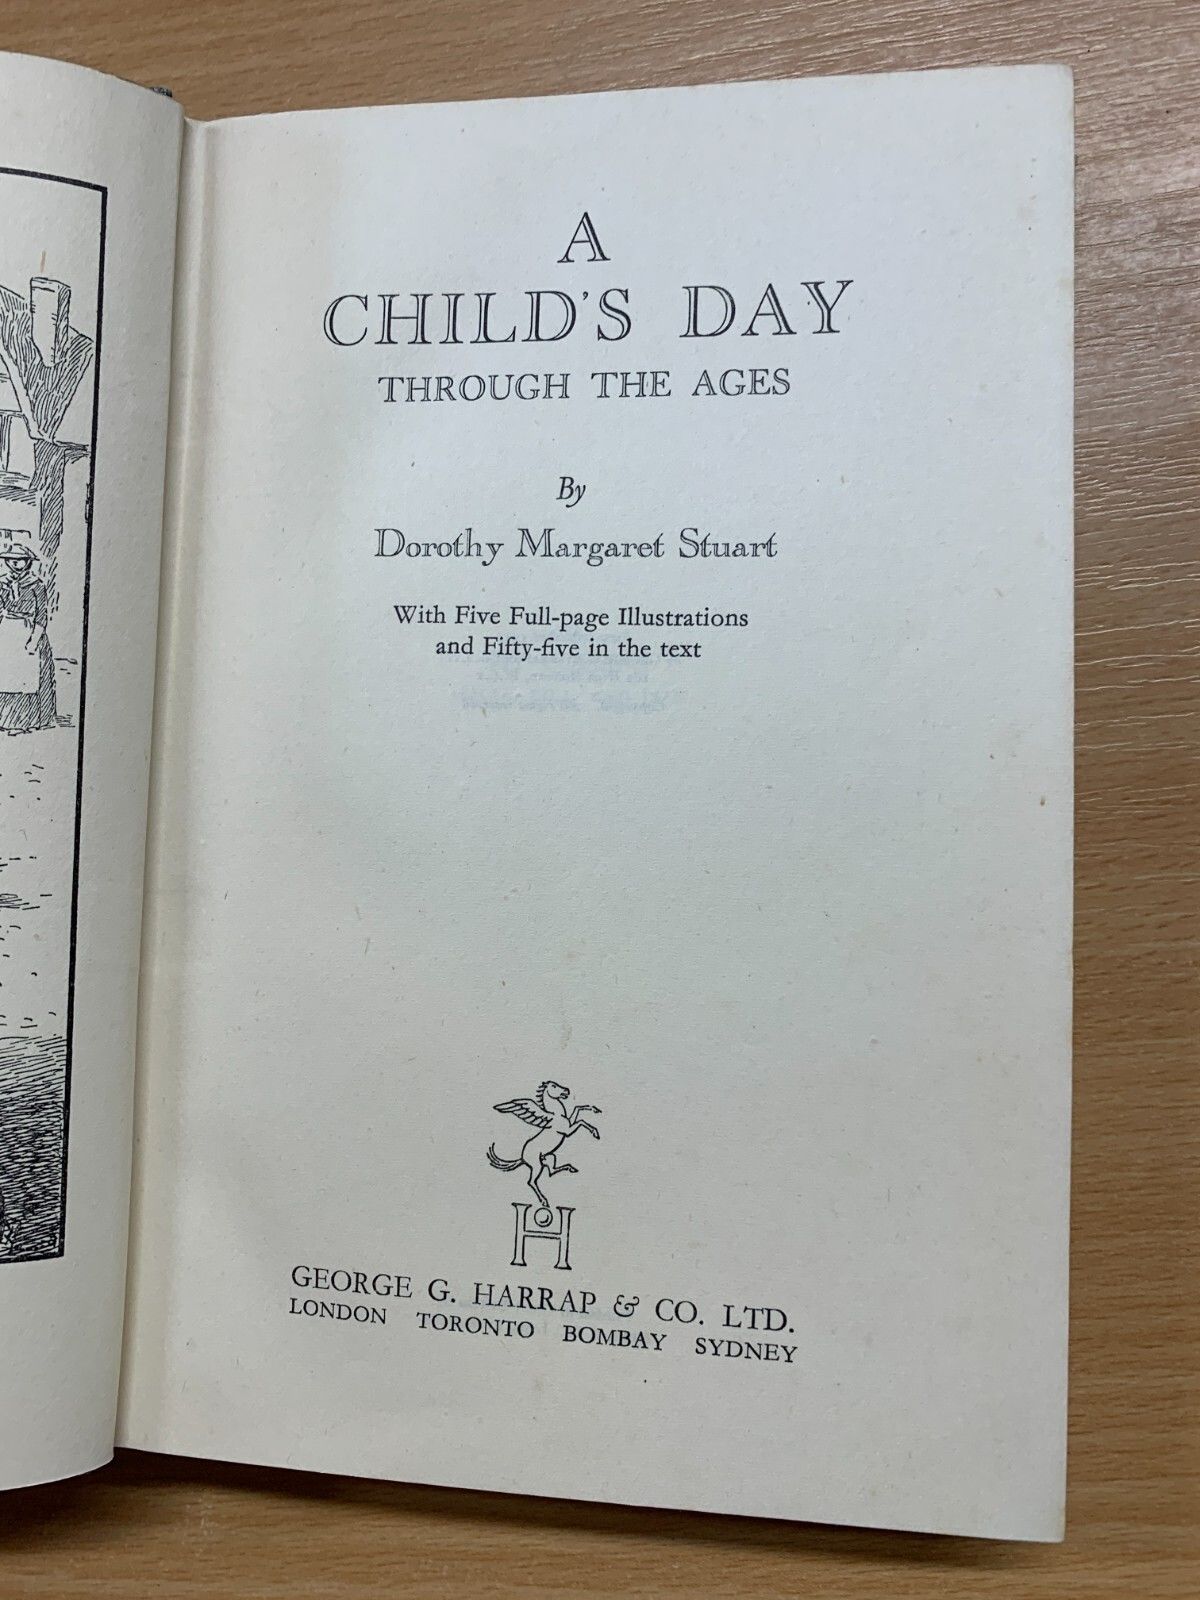 A
CHILD'S DAY
THROUGH THE AGES
By
Dorothy Margaret Stuart
With Five Full-page Illustrations
and Fifty-five in the text
H
GEORGE G. HARRAP & CO. LTD.
LONDON TORONTO BOMBAY SYDNEY